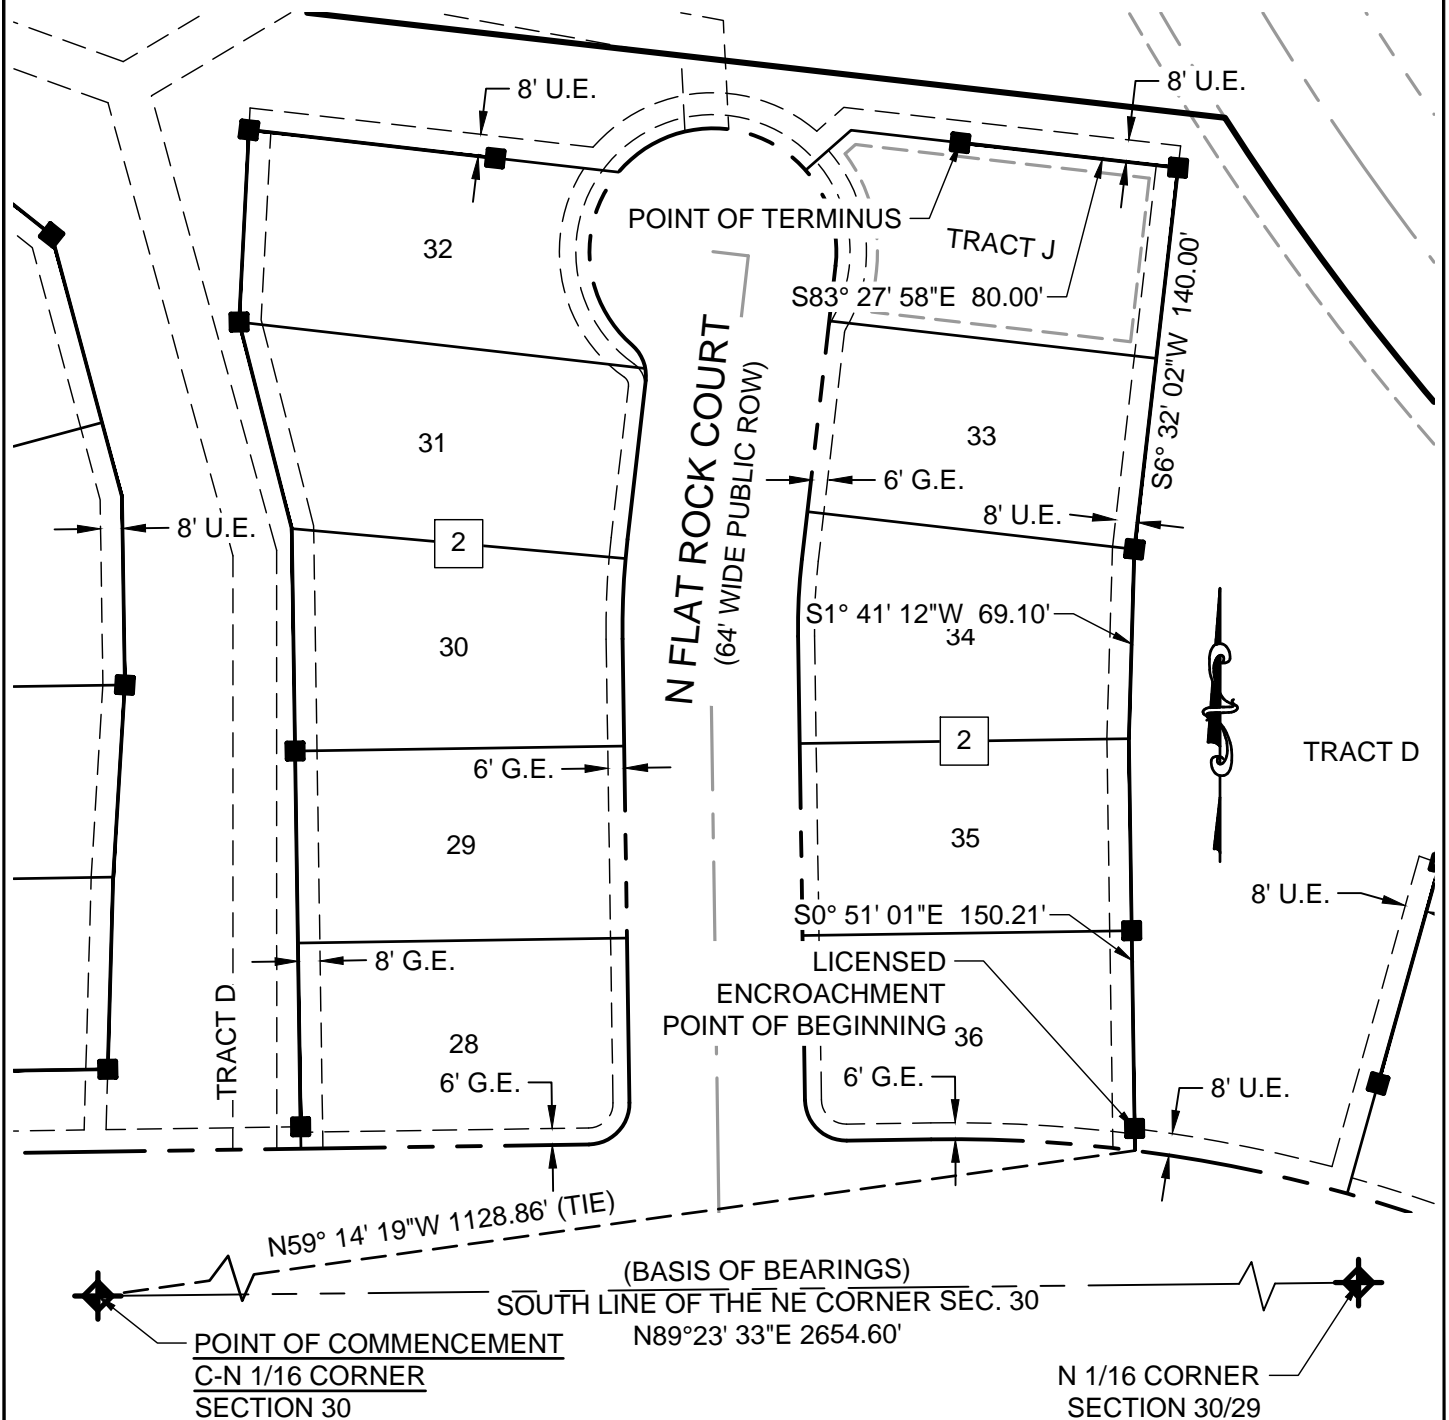 8' U.E.
8' U.E.
POINT OF TERMINUS
TRACT J
32
S83° 27' 58"E 80.00'
S6° 32' 02"W 140.00'
N FLAT ROCK COURT
(64' WIDE PUBLIC ROW)
31
33
6' G.E.
8' U.E.
8' U.E.
2
S1° 41' 12"W 69.10'
30
34
2
TRACT D
6' G.E.
29
35
8' U.E.
S0° 51' 01"E 150.21'
8' G.E.
LICENSED
ENCROACHMENT
POINT OF BEGINNING
TRACT D
28
36
6' G.E.
6' G.E.
8' U.E.
N59° 14' 19"W 1128.86' (TIE)
(BASIS OF BEARINGS)
SOUTH LINE OF THE NE CORNER SEC. 30
N89°23' 33"E 2654.60'
POINT OF COMMENCEMENT
C-N 1/16 CORNER
SECTION 30
N 1/16 CORNER
SECTION 30/29